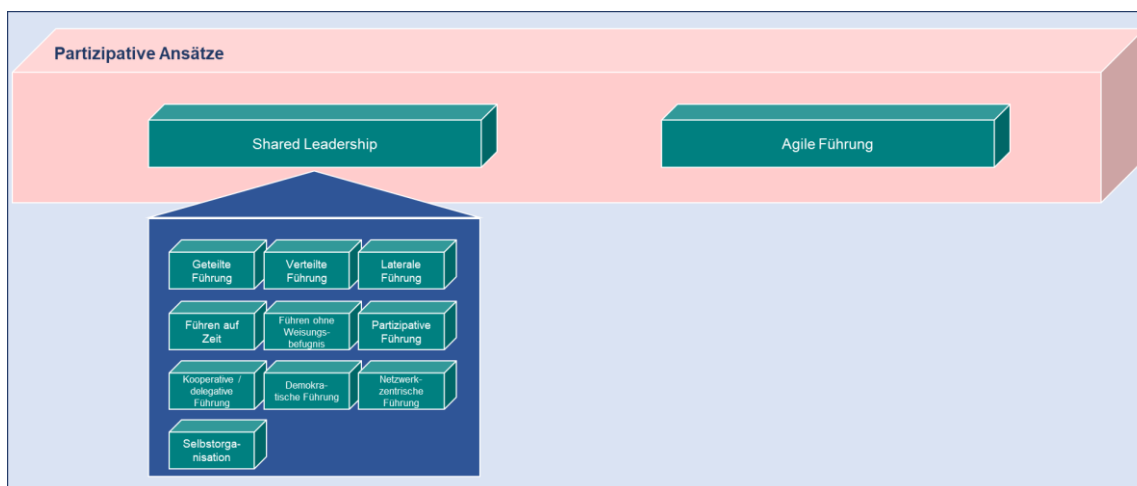 Partizipative Ansätze
Shared Leadership
Agile Führung
Geteilte
Führung
Verteilte
Führung
Laterale
Führung
Führen auf
Zeit
Führen ohne
Weisungs-
befugnis
Partizipative
Führung
Kooperative /
delegative
Führung
Demokra-
tische Führung
Netzwerk-
zentrische
Führung
Selbstorga-
nisation